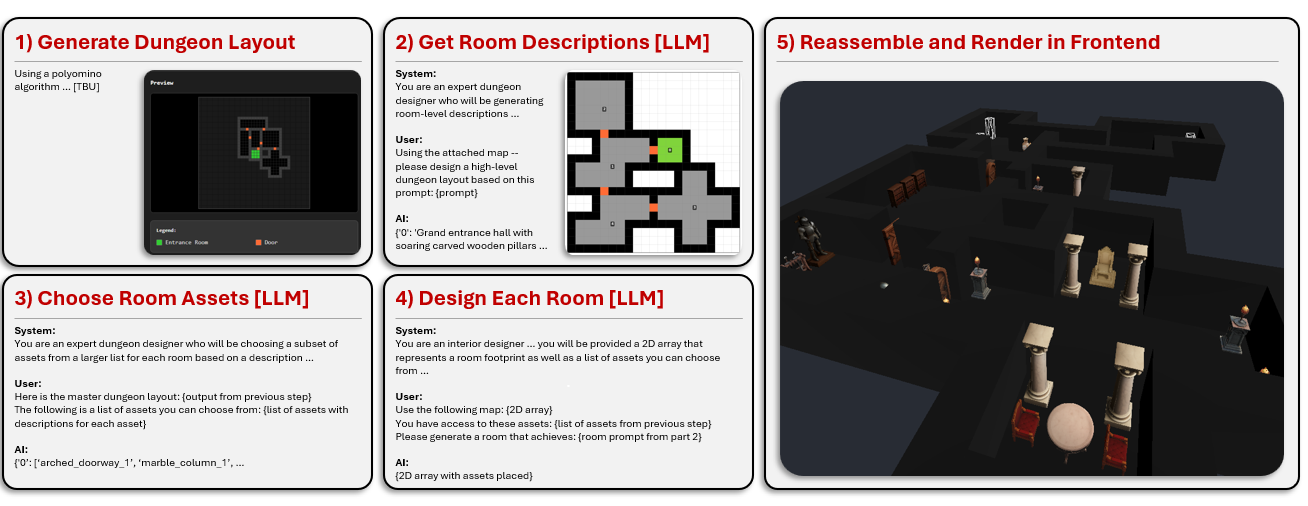 1) Generate Dungeon Layout
Using a polyomino
algorithm ... [TBU]
Preview
Legend:
Entrance Room
Door
2) Get Room Descriptions [LLM]
System:
You are an expert dungeon
designer who will be generating
room-level descriptions ...
User:
Using the attached map --
please design a high-level
dungeon layout based on this
prompt: {prompt}
AI:
{'0': 'Grand entrance hall with
soaring carved wooden pillars ...
3) Choose Room Assets [LLM]
System:
You are an expert dungeon designer who will be choosing a subset of
assets from a larger list for each room based on a description ...
User:
Here is the master dungeon layout: {output from previous step}
The following is a list of assets you can choose from: {list of assets with
descriptions for each asset}
AI:
{'0': [‘arched_doorway_1’, ‘marble_column_1’, ...
4) Design Each Room [LLM]
System:
You are an interior designer ... you will be provided a 2D array that
represents a room footprint as well as a list of assets you can choose
from ...
User:
Use the following map: {2D array}
You have access to these assets: {list of assets from previous step}
Please generate a room that achieves: {room prompt from part 2}
AI:
{2D array with assets placed}
5) Reassemble and Render in Frontend